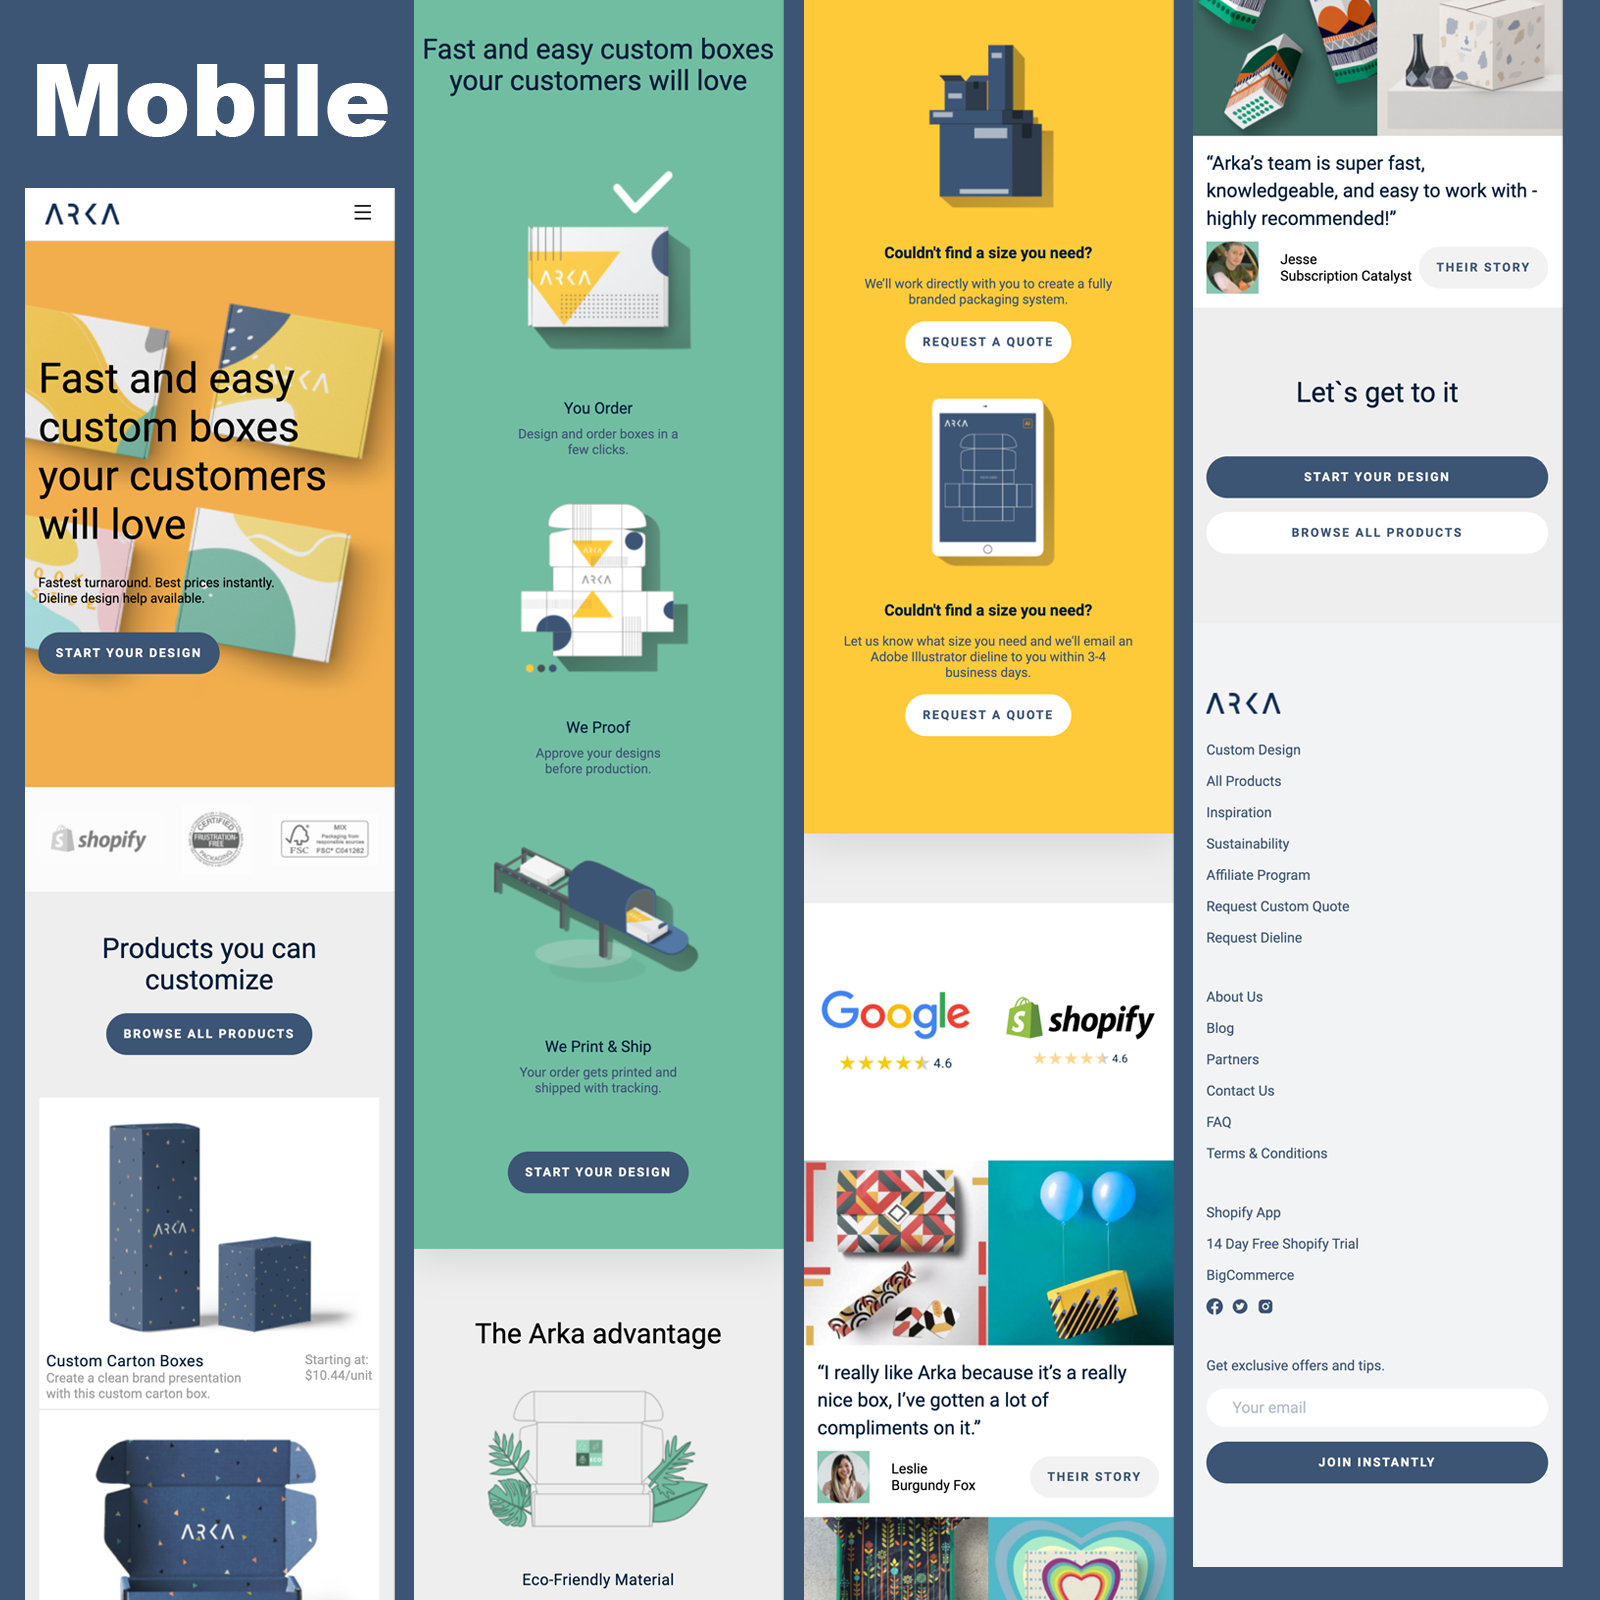 Mobile
ARKA
ARKA
Fast and easy
custom boxes
your customers
will love
Fastest turnaround. Best prices instantly.
Dieline design help available.
START YOUR DESIGN
shopify
CERTIFIED
FRUSTRATION-
FREE
PACKAGING
FSC
MIX
Packaging from
responsible sources
FSC® C041262
Products you can
customize
BROWSE ALL PRODUCTS
ARKA
Custom Carton Boxes
Starting at:
$10.44/unit
Create a clean brand presentation
with this custom carton box.
ARKA
Fast and easy custom boxes
your customers will love
ARKA
You Order
Design and order boxes in a
few clicks.
ARKA
ARKA
We Proof
Approve your designs
before production.
We Print & Ship
Your order gets printed and
shipped with tracking.
START YOUR DESIGN
The Arka advantage
ECO
Eco-Friendly Material
Couldn't find a size you need?
We'll work directly with you to create a fully
branded packaging system.
REQUEST A QUOTE
ARKA
Ai
Couldn't find a size you need?
Let us know what size you need and we'll email an
Adobe Illustrator dieline to you within 3-4
business days.
REQUEST A QUOTE
Google
4.6
shopify
4.6
“I really like Arka because it’s a really
nice box, I’ve gotten a lot of
compliments on it.”
Leslie
Burgundy Fox
THEIR STORY
“Arka’s team is super fast,
knowledgeable, and easy to work with -
highly recommended!”
Jesse
Subscription Catalyst
THEIR STORY
Let`s get to it
START YOUR DESIGN
BROWSE ALL PRODUCTS
ARKA
Custom Design
All Products
Inspiration
Sustainability
Affiliate Program
Request Custom Quote
Request Dieline
About Us
Blog
Partners
Contact Us
FAQ
Terms & Conditions
Shopify App
14 Day Free Shopify Trial
BigCommerce
Get exclusive offers and tips.
Your email
JOIN INSTANTLY